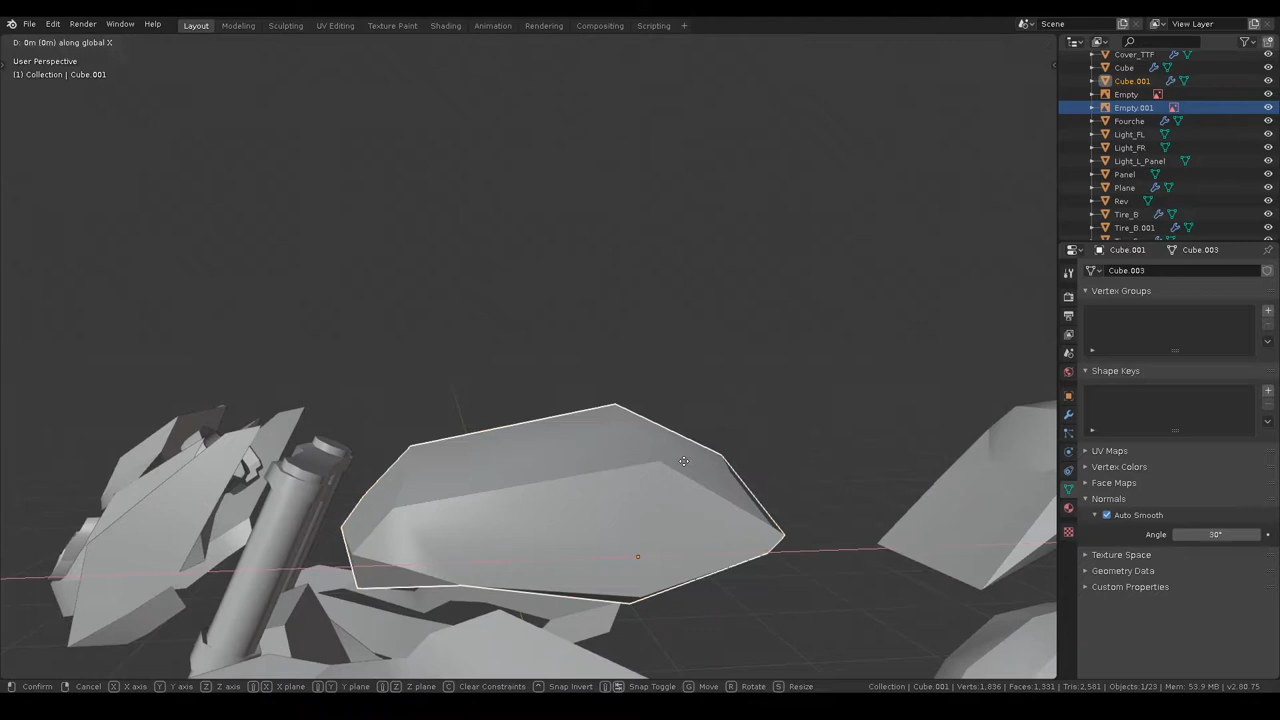 File Edit Render Window Help Layout Modeling Sculpting UV Editing Texture Paint Shading Animation Rendering Compositing Scripting + Scene View Layer
D: 0m (0m) along global X
User Perspective
(1) Collection | Cube.001
Cover_TTF
Cube
Cube.001
Empty
Empty.001
Fourche
Light_FL
Light_FR
Light_L_Panel
Panel
Plane
Rev
Tire_B
Tire_B.001
Cube.001 Cube.003
Cube.003
Vertex Groups
Shape Keys
UV Maps
Vertex Colors
Face Maps
Normals
Auto Smooth
Angle 30°
Texture Space
Geometry Data
Custom Properties
Confirm Cancel X X axis Y Y axis Z Z axis X X plane Y Y plane Z Z plane C Clear Constraints Snap Invert Snap Toggle G Move R Rotate S Resize Collection | Cube.001 | Verts:1,836 | Faces:1,331 | Tris:2,581 | Objects:1/23 | Mem: 53.9 MB | v2.80.75